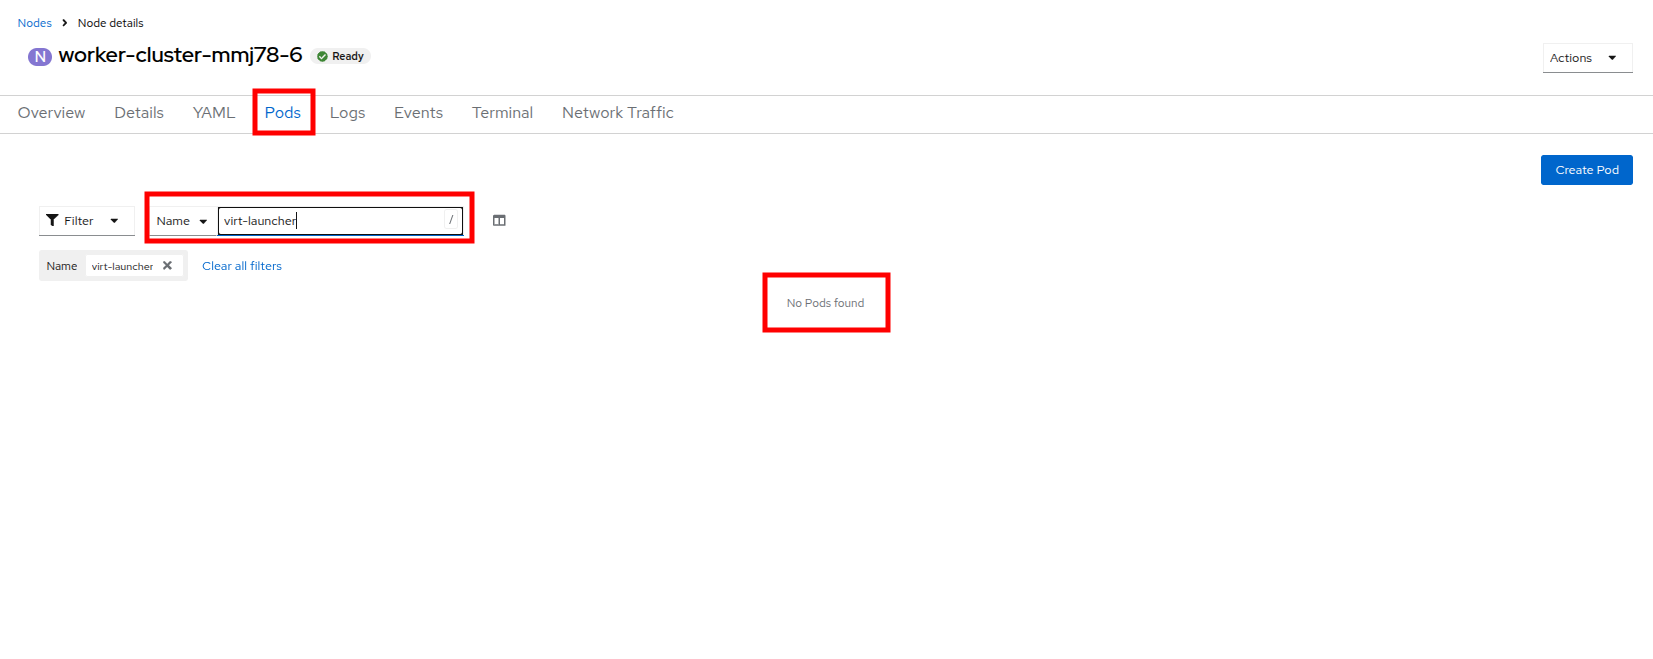 Nodes > Node details
N worker-cluster-mmj78-6 Ready
Actions
Overview Details YAML Pods Logs Events Terminal Network Traffic
Create Pod
Filter Name virt-launcher /
Name virt-launcher Clear all filters
No Pods found